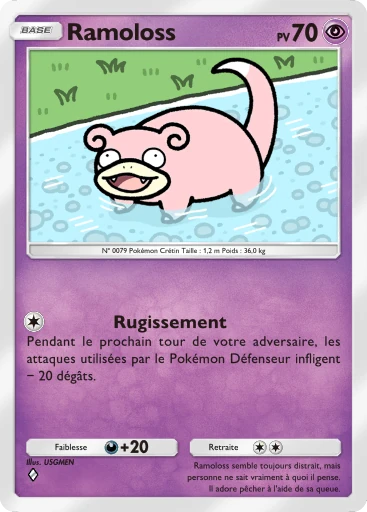 BASE Ramoloss PV 70
N° 0079 Pokémon Crétin Taille : 1,2 m Poids : 36,0 kg
Rugissement
Pendant le prochain tour de votre adversaire, les
attaques utilisées par le Pokémon Défenseur infligent
− 20 dégâts.
Faiblesse +20 Retraite
Illus. USGMEN
Ramoloss semble toujours distrait, mais
personne ne sait vraiment à quoi il pense.
Il adore pêcher à l'aide de sa queue.